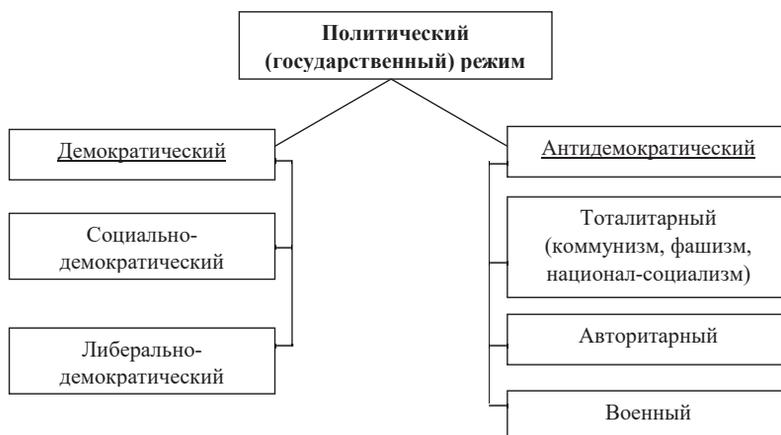 Политический
(государственный) режим
Демократический
Социально-
демократический
Либерально-
демократический
Антидемократический
Тоталитарный
(коммунизм, фашизм,
национал-социализм)
Авторитарный
Военный